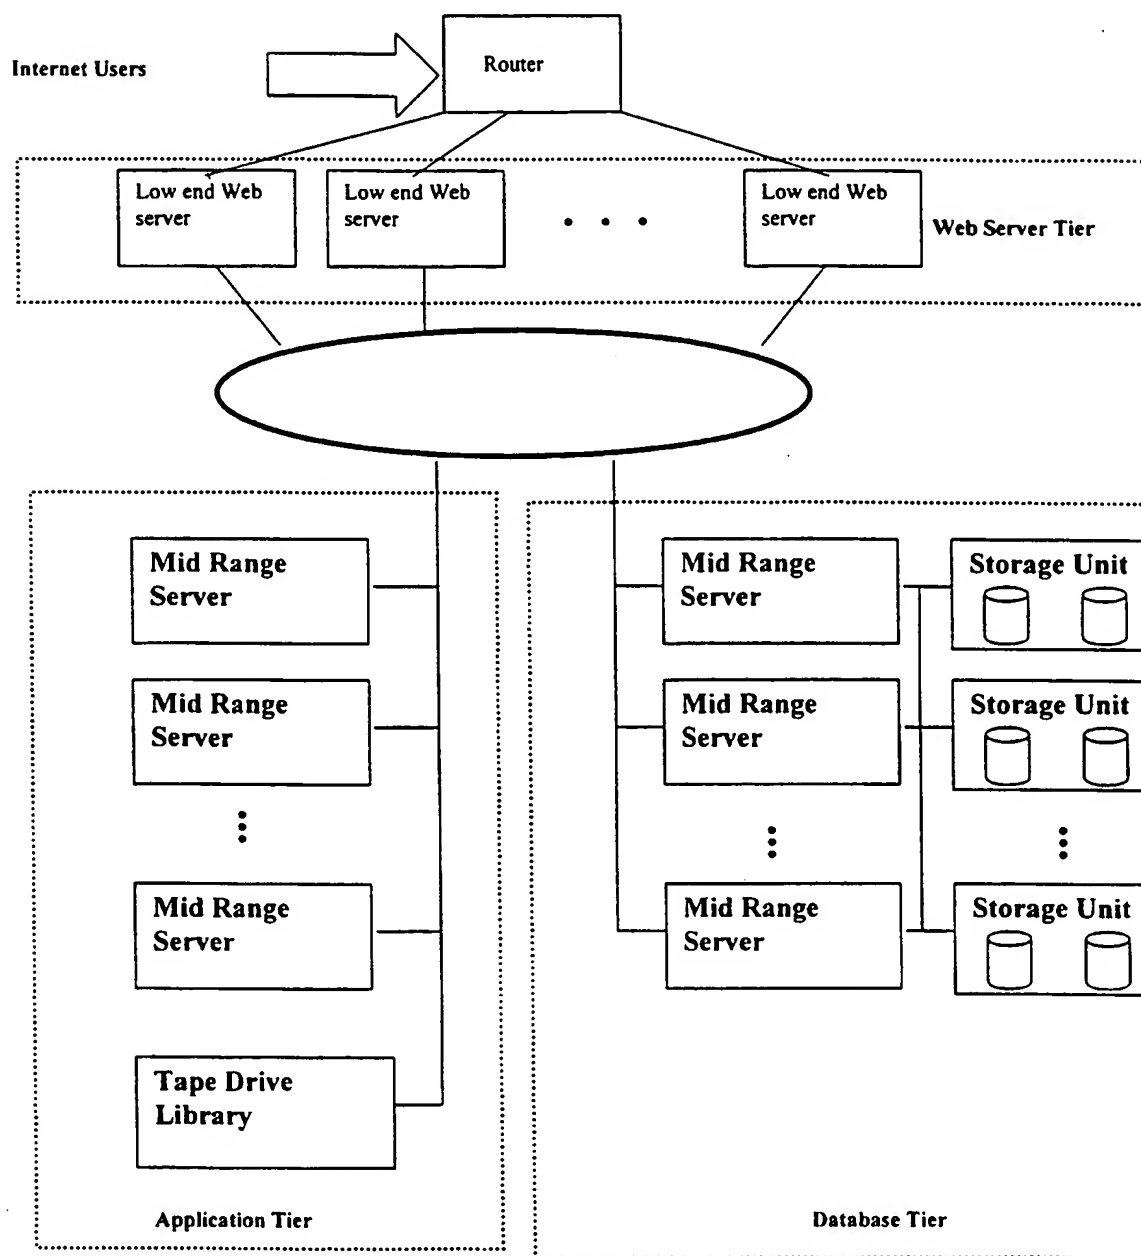 Internet Users
Router
Low end Web
server
Low end Web
server
Low end Web
server
Web Server Tier
Mid Range
Server
Mid Range
Server
Mid Range
Server
Tape Drive
Library
Application Tier
Mid Range
Server
Storage Unit
Mid Range
Server
Storage Unit
Mid Range
Server
Storage Unit
Database Tier